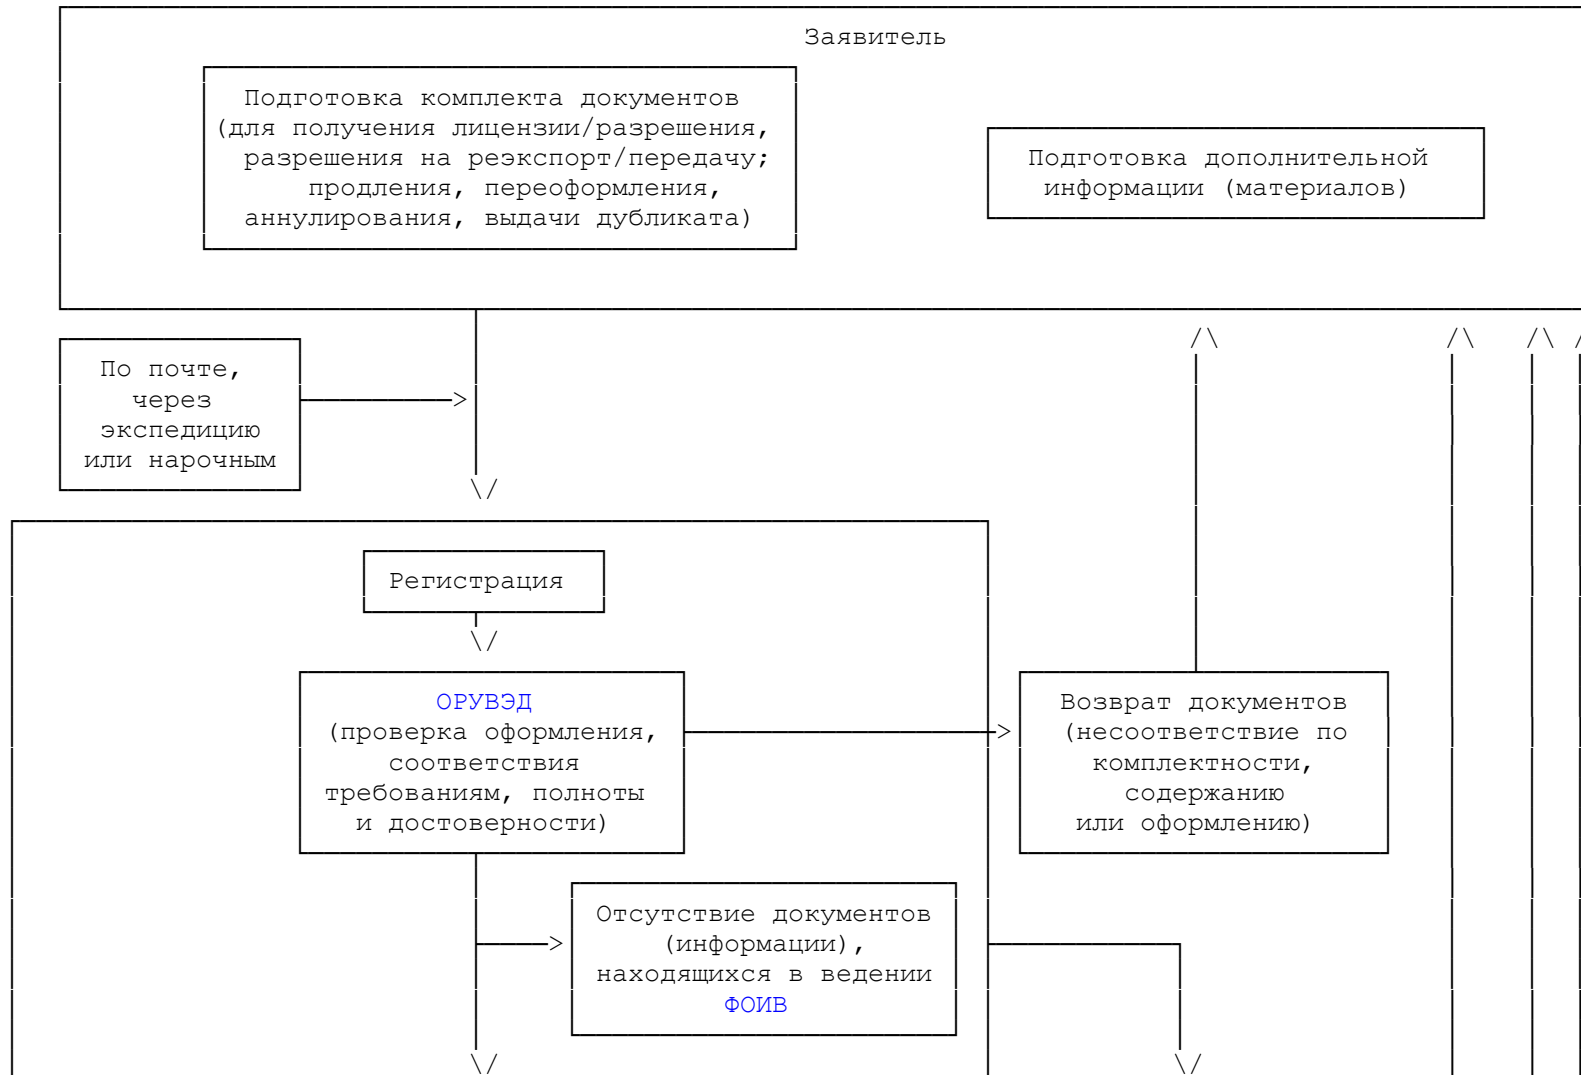 Заявитель
Подготовка комплекта документов
(для получения лицензии/разрешения,
разрешения на реэкспорт/передачу;
продления, переоформления,
аннулирования, выдачи дубликата)
Подготовка дополнительной
информации (материалов)
По почте,
через
экспедицию
или нарочным
Регистрация
ОРУВЭД
(проверка оформления,
соответствия
требованиям, полноты
и достоверности)
Возврат документов
(несоответствие по
комплектности,
содержанию
или оформлению)
Отсутствие документов
(информации),
находящихся в ведении
ФОИВ